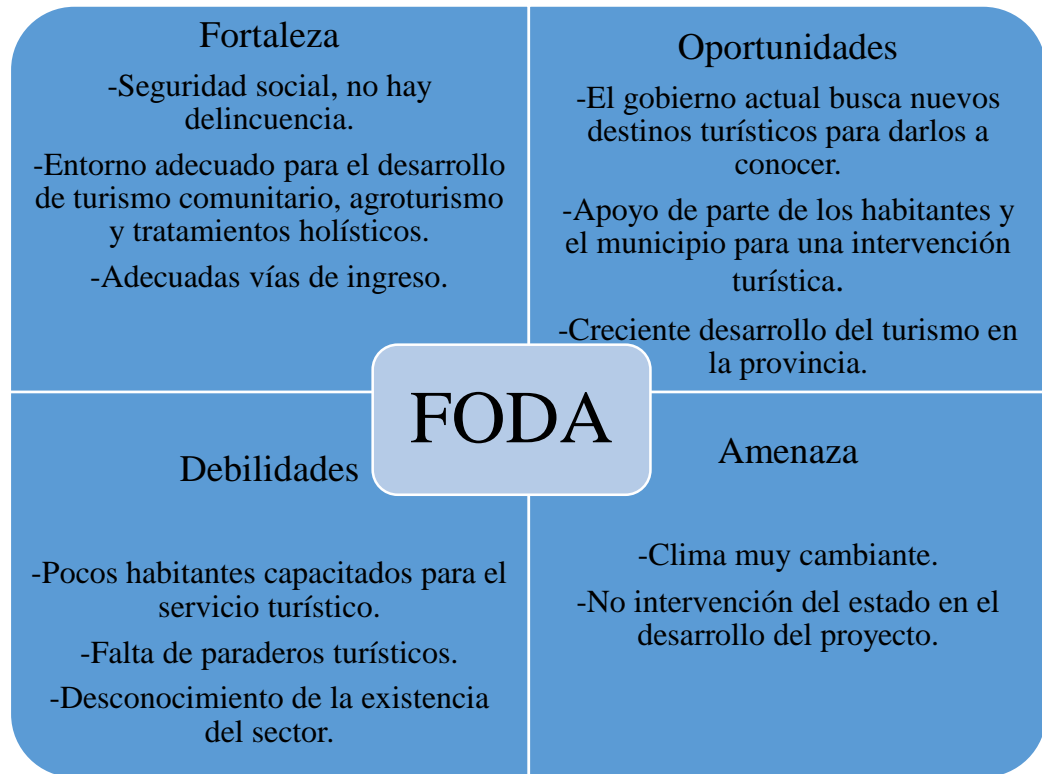 Fortaleza
-Seguridad social, no hay
delincuencia.
-Entorno adecuado para el desarrollo
de turismo comunitario, agroturismo
y tratamientos holísticos.
-Adecuadas vías de ingreso.
Oportunidades
-El gobierno actual busca nuevos
destinos turísticos para darlos a
conocer.
-Apoyo de parte de los habitantes y
el municipio para una intervención
turística.
-Creciente desarrollo del turismo en
la provincia.
FODA
Debilidades
-Pocos habitantes capacitados para el
servicio turístico.
-Falta de paraderos turísticos.
-Desconocimiento de la existencia
del sector.
Amenaza
-Clima muy cambiante.
-No intervención del estado en el
desarrollo del proyecto.